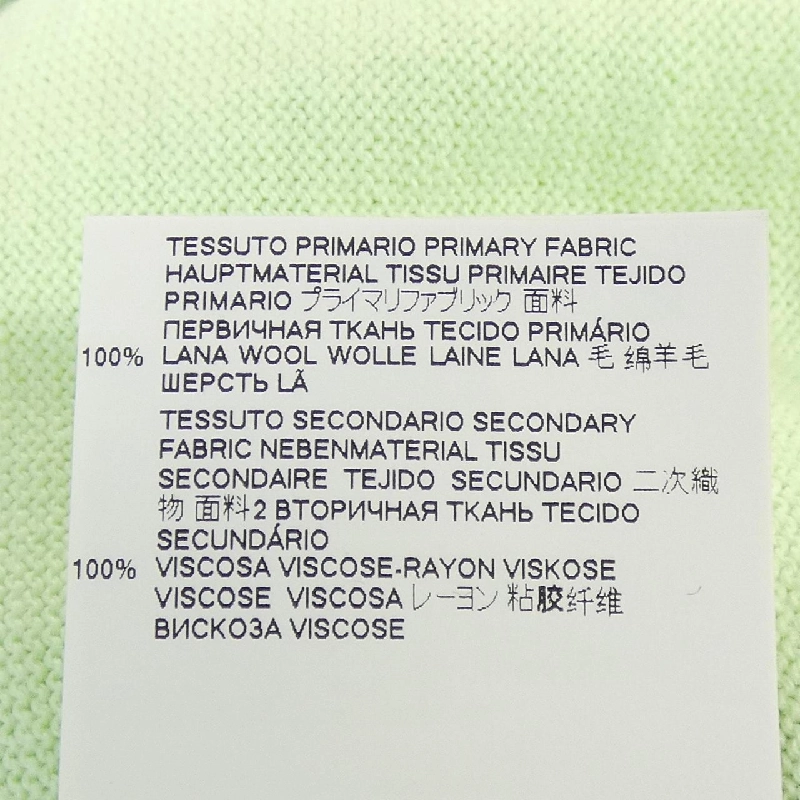 TESSUTO PRIMARIO PRIMARY FABRIC
HAUPTMATERIAL TISSU PRIMAIRE TEJIDO
PRIMARIO プライマリファブリック 面料
ПЕРВИЧНАЯ ТКАНЬ TECIDO PRIMÁRIO
100% LANA WOOL WOLLE LAINE LANA 毛 绵羊毛
ШЕРСТЬ LÃ
TESSUTO SECONDARIO SECONDARY
FABRIC NEBENMATERIAL TISSU
SECONDAIRE TEJIDO SECUNDARIO 二次織
物 面料2 ВТОРИЧНАЯ ТКАНЬ TECIDO
SECUNDÁRIO
100% VISCOSA VISCOSE-RAYON VISKOSE
VISCOSE VISCOSA レーヨン 粘胶纤维
ВИСКОЗА VISCOSE